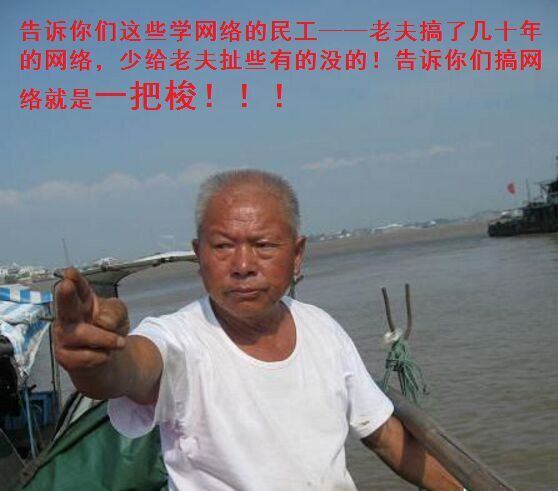 告诉你们这些学网络的民工——老夫搞了几十年
的网络，少给老夫扯些有的没的！告诉你们搞网
络就是一把梭！！！